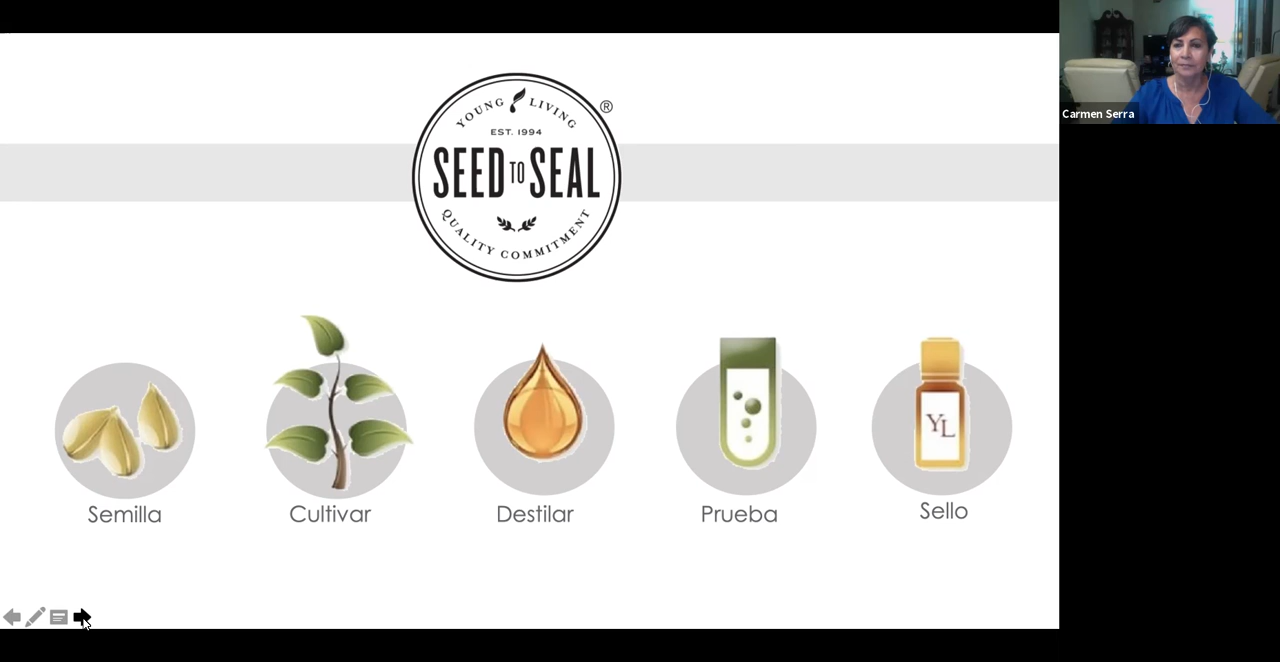 YOUNG LIVING
®
EST. 1994
SEED TO SEAL
QUALITY COMMITMENT
Carmen Serra
YL
Semilla
Cultivar
Destilar
Prueba
Sello